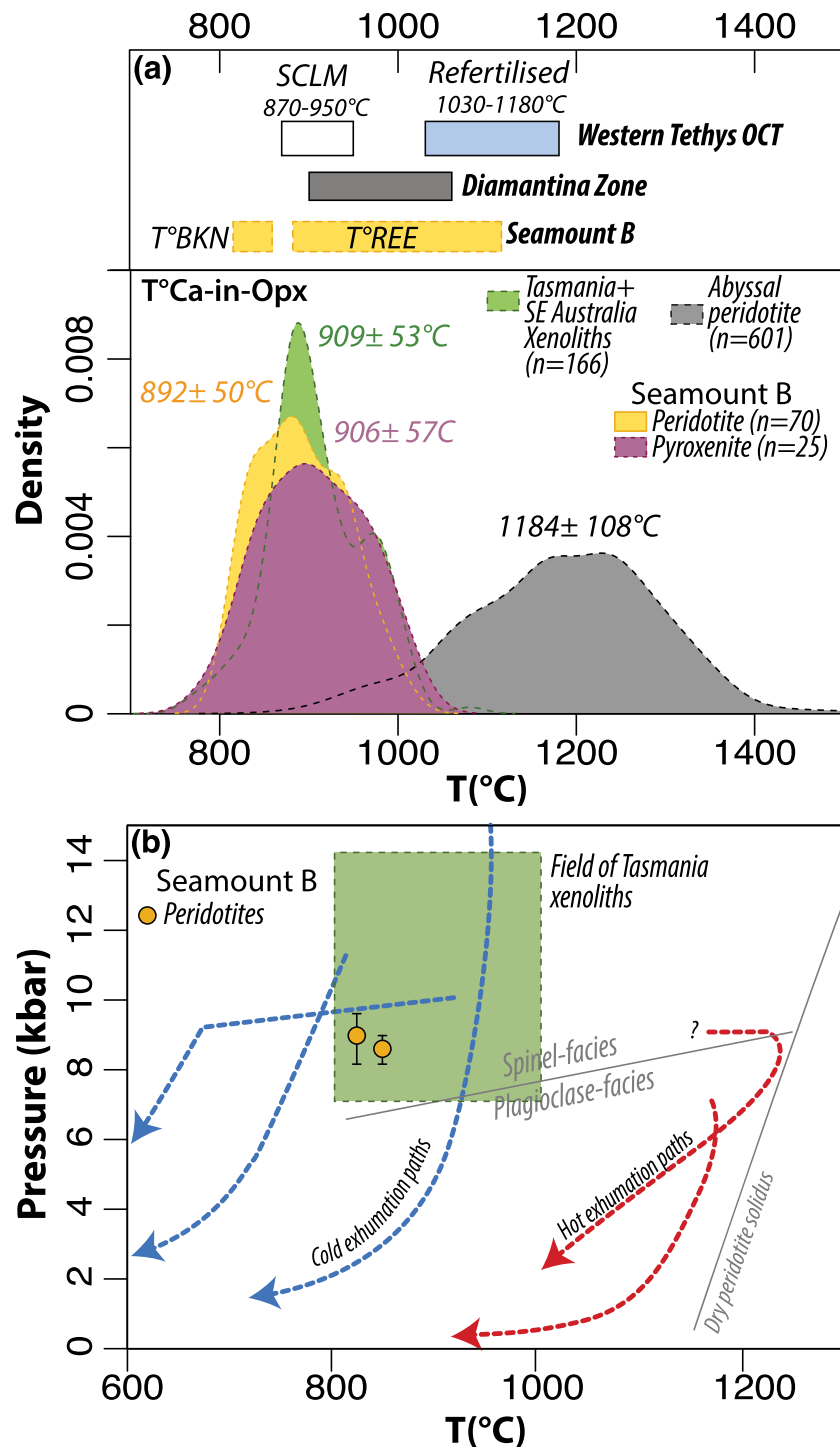 800 1000 1200 1400
(a)
SCLM
870-950°C
Refertilised
1030-1180°C
Western Tethys OCT
Diamantina Zone
T°BKN
T°REE
Seamount B
T°Ca-in-Opx
Tasmania+
SE Australia
Xenoliths
(n=166)
Abyssal
peridotite
(n=601)
Seamount B
Peridotite (n=70)
Pyroxenite (n=25)
909± 53°C
892± 50°C
906± 57C
1184± 108°C
Density
0.008
0.004
0
800 1000 1200 1400
T(°C)
(b)
Seamount B
Peridotites
Field of Tasmania
xenoliths
?
Spinel-facies
Plagioclase-facies
Cold exhumation paths
Hot exhumation paths
Dry peridotite solidus
Pressure (kbar)
14
12
10
8
6
4
2
0
600 800 1000 1200
T(°C)